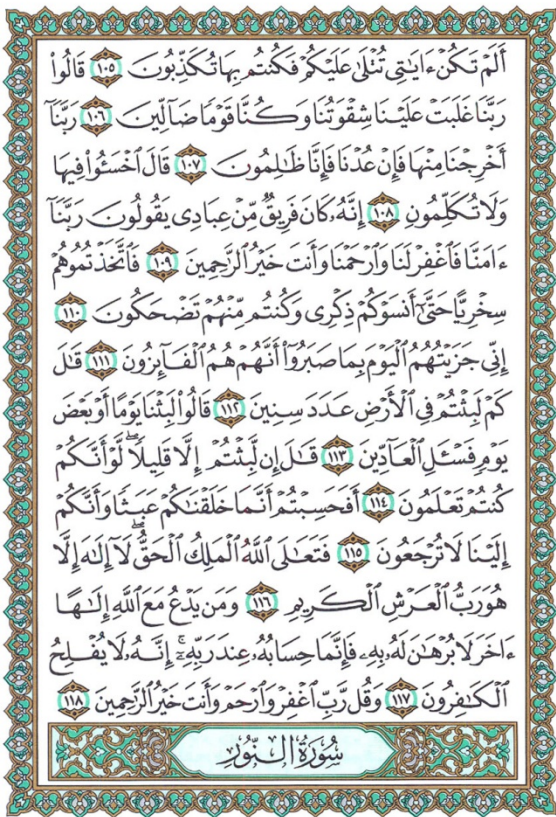 أَلَمْ تَكُنْ ءَايَٰتِى تُتْلَىٰ عَلَيْكُمْ فَكُنتُم بِهَا تُكَذِّبُونَ ١٠٥ قَالُوا۟
رَبَّنَا غَلَبَتْ عَلَيْنَا شِقْوَتُنَا وَكُنَّا قَوْمًا ضَآلِّينَ ١٠٦ رَبَّنَآ
أَخْرِجْنَا مِنْهَا فَإِنْ عُدْنَا فَإِنَّا ظَٰلِمُونَ ١٠٧ قَالَ ٱخْسَـُٔوا۟ فِيهَا
وَلَا تُكَلِّمُونِ ١٠٨ إِنَّهُۥ كَانَ فَرِيقٌ مِّنْ عِبَادِى يَقُولُونَ رَبَّنَآ
ءَامَنَّا فَٱغْفِرْ لَنَا وَٱرْحَمْنَا وَأَنتَ خَيْرُ ٱلرَّٰحِمِينَ ١٠٩ فَٱتَّخَذْتُمُوهُمْ
سِخْرِيًّا حَتَّىٰٓ أَنسَوْكُمْ ذِكْرِى وَكُنتُم مِّنْهُمْ تَضْحَكُونَ ١١٠
إِنِّى جَزَيْتُهُمُ ٱلْيَوْمَ بِمَا صَبَرُوٓا۟ أَنَّهُمْ هُمُ ٱلْفَآئِزُونَ ١١١ قَٰلَ
كَمْ لَبِثْتُمْ فِى ٱلْأَرْضِ عَدَدَ سِنِينَ ١١٢ قَالُوا۟ لَبِثْنَا يَوْمًا أَوْ بَعْضَ
يَوْمٍ فَسْـَٔلِ ٱلْعَآدِّينَ ١١٣ قَٰلَ إِن لَّبِثْتُمْ إِلَّا قَلِيلًا ۖ لَّوْ أَنَّكُمْ
كُنتُمْ تَعْلَمُونَ ١١٤ أَفَحَسِبْتُمْ أَنَّمَا خَلَقْنَٰكُمْ عَبَثًا وَأَنَّكُمْ
إِلَيْنَا لَا تُرْجَعُونَ ١١٥ فَتَعَٰلَى ٱللَّهُ ٱلْمَلِكُ ٱلْحَقُّ ۖ لَآ إِلَٰهَ إِلَّا
هُوَ رَبُّ ٱلْعَرْشِ ٱلْكَرِيمِ ١١٦ وَمَن يَدْعُ مَعَ ٱللَّهِ إِلَٰهًا
ءَاخَرَ لَا بُرْهَٰنَ لَهُۥ بِهِۦ فَإِنَّمَا حِسَابُهُۥ عِندَ رَبِّهِۦٓ ۚ إِنَّهُۥ لَا يُفْلِحُ
ٱلْكَٰفِرُونَ ١١٧ وَقُل رَّبِّ ٱغْفِرْ وَٱرْحَمْ وَأَنتَ خَيْرُ ٱلرَّٰحِمِينَ ١١٨
سُورَةُ النُّورِ